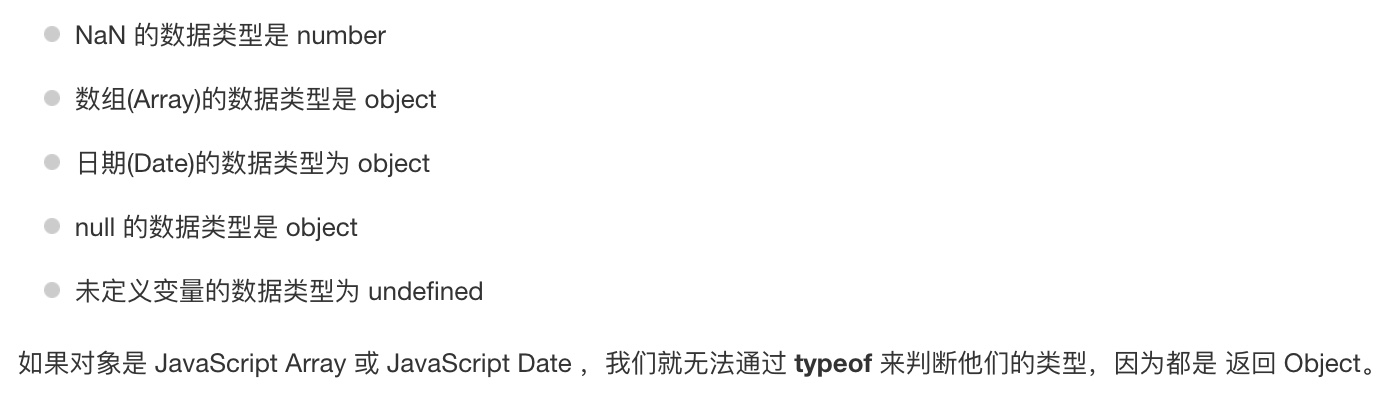 NaN 的数据类型是 number
数组(Array)的数据类型是 object
日期(Date)的数据类型为 object
null 的数据类型是 object
未定义变量的数据类型为 undefined
如果对象是 JavaScript Array 或 JavaScript Date ，我们就无法通过 typeof 来判断他们的类型，因为都是 返回 Object。